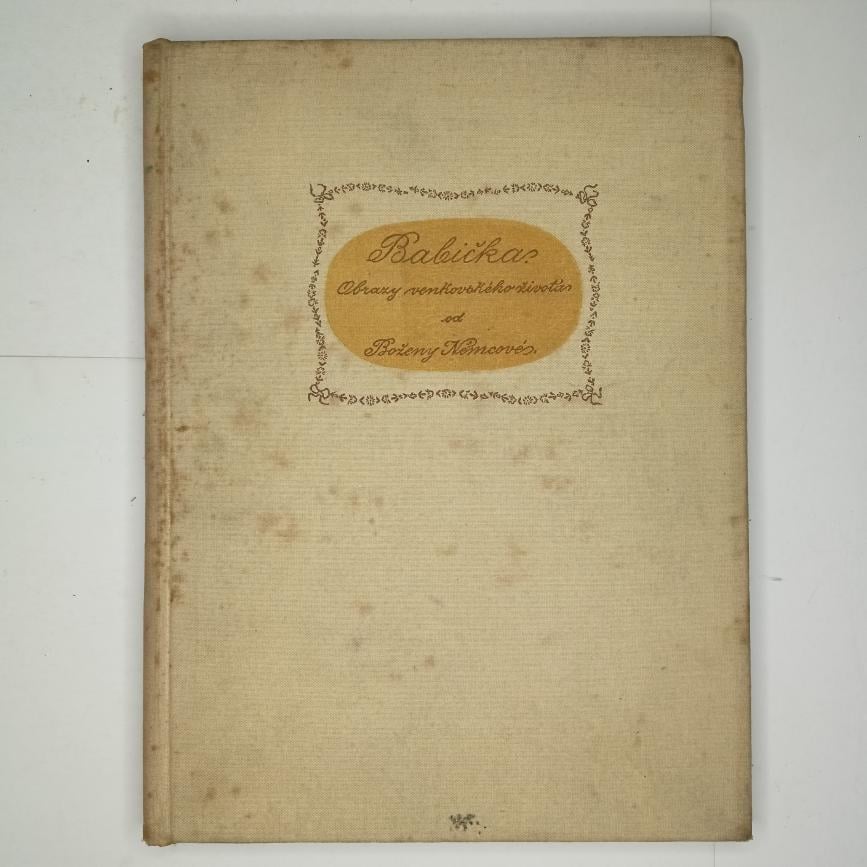 Babička
Obrazy venkovského života
od
Boženy Němcové.